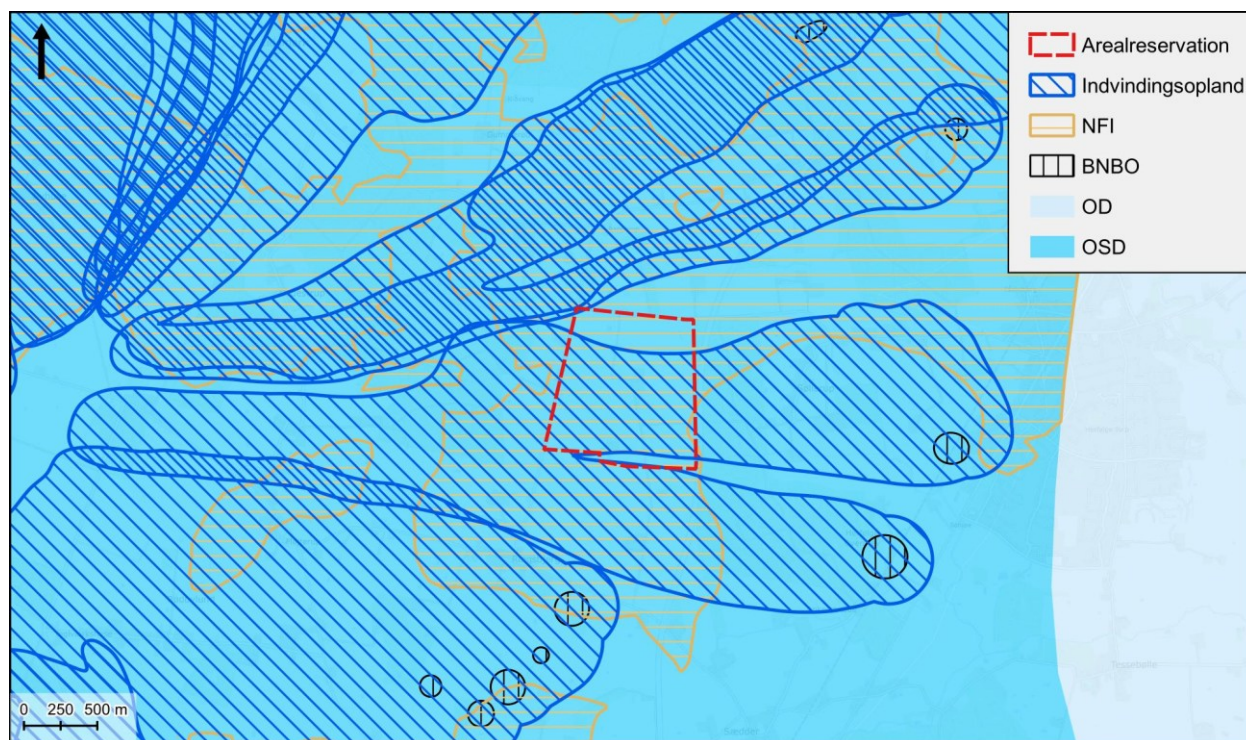 Arealreservation
Indvindingsopland
NFI
BNBO
OD
OSD
0 250 500 m